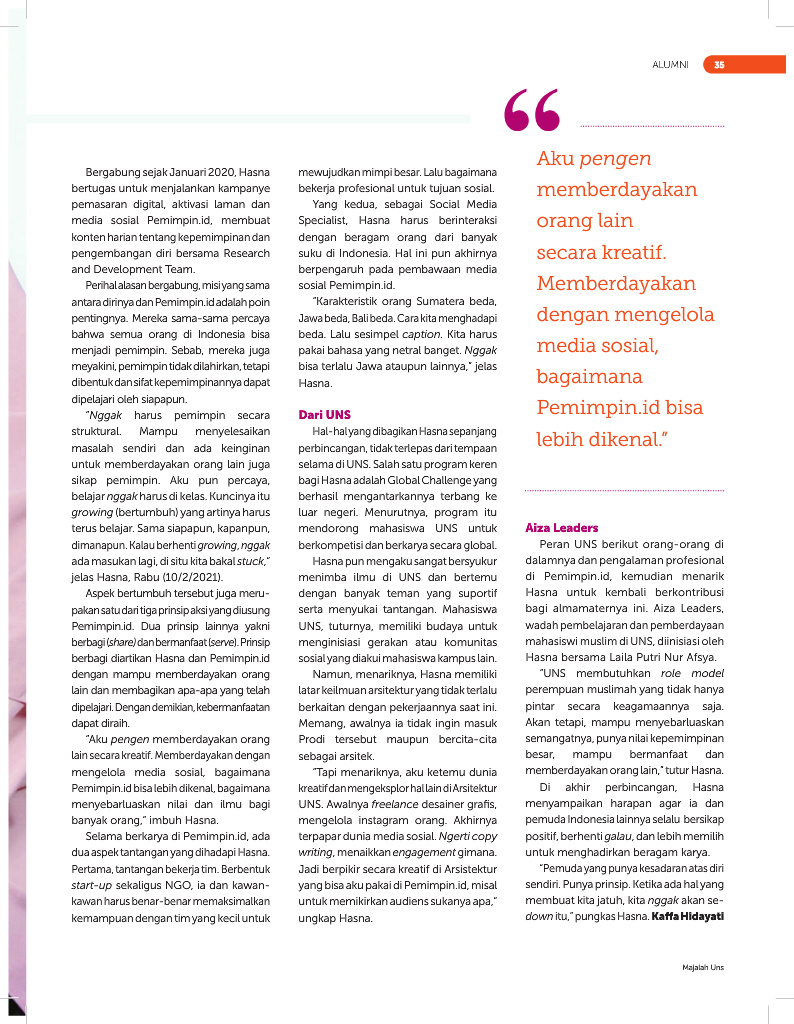 ALUMNI 35
Bergabung sejak Januari 2020, Hasna
bertugas untuk menjalankan kampanye
pemasaran digital, aktivasi laman dan
media sosial Pemimpin.id, membuat
konten harian tentang kepemimpinan dan
pengembangan diri bersama Research
and Development Team.
Perihal alasan bergabung, misi yang sama
antara dirinya dan Pemimpin.id adalah poin
pentingnya. Mereka sama-sama percaya
bahwa semua orang di Indonesia bisa
menjadi pemimpin. Sebab, mereka juga
meyakini, pemimpin tidak dilahirkan, tetapi
dibentuk dan sifat kepemimpinannya dapat
dipelajari oleh siapapun.
"Nggak harus pemimpin secara
struktural. Mampu menyelesaikan
masalah sendiri dan ada keinginan
untuk memberdayakan orang lain juga
sikap pemimpin. Aku pun percaya,
belajar nggak harus di kelas. Kuncinya itu
growing (bertumbuh) yang artinya harus
terus belajar. Sama siapapun, kapanpun,
dimanapun. Kalau berhenti growing, nggak
ada masukan lagi, di situ kita bakal stuck,"
jelas Hasna, Rabu (10/2/2021).
Aspek bertumbuh tersebut juga meru-
pakan satu dari tiga prinsip aksi yang diusung
Pemimpin.id. Dua prinsip lainnya yakni
berbagi (share) dan bermanfaat (serve). Prinsip
berbagi diartikan Hasna dan Pemimpin.id
dengan mampu memberdayakan orang
lain dan membagikan apa-apa yang telah
dipelajari. Dengan demikian, kebermanfaatan
dapat diraih.
"Aku pengen memberdayakan orang
lain secara kreatif. Memberdayakan dengan
mengelola media sosial, bagaimana
Pemimpin.id bisa lebih dikenal, bagaimana
menyebarluaskan nilai dan ilmu bagi
banyak orang," imbuh Hasna.
Selama berkarya di Pemimpin.id, ada
dua aspek tantangan yang dihadapi Hasna.
Pertama, tantangan bekerja tim. Berbentuk
start-up sekaligus NGO, ia dan kawan-
kawan harus benar-benar memaksimalkan
kemampuan dengan tim yang kecil untuk
mewujudkan mimpi besar. Lalu bagaimana
bekerja profesional untuk tujuan sosial.
Yang kedua, sebagai Social Media
Specialist, Hasna harus berinteraksi
dengan beragam orang dari banyak
suku di Indonesia. Hal ini pun akhirnya
berpengaruh pada pembawaan media
sosial Pemimpin.id.
"Karakteristik orang Sumatera beda,
Jawa beda, Bali beda. Cara kita menghadapi
beda. Lalu sesimpel caption. Kita harus
pakai bahasa yang netral banget. Nggak
bisa terlalu Jawa ataupun lainnya," jelas
Hasna.
Dari UNS
Hal-hal yang dibagikan Hasna sepanjang
perbincangan, tidak terlepas dari tempaan
selama di UNS. Salah satu program keren
bagi Hasna adalah Global Challenge yang
berhasil mengantarkannya terbang ke
luar negeri. Menurutnya, program itu
mendorong mahasiswa UNS untuk
berkompetisi dan berkarya secara global.
Hasna pun mengaku sangat bersyukur
menimba ilmu di UNS dan bertemu
dengan banyak teman yang suportif
serta menyukai tantangan. Mahasiswa
UNS, tuturnya, memiliki budaya untuk
menginisiasi gerakan atau komunitas
sosial yang diakui mahasiswa kampus lain.
Namun, menariknya, Hasna memiliki
latar keilmuan arsitektur yang tidak terlalu
berkaitan dengan pekerjaannya saat ini.
Memang, awalnya ia tidak ingin masuk
Prodi tersebut maupun bercita-cita
sebagai arsitek.
"Tapi menariknya, aku ketemu dunia
kreatif dan mengeksplor hal lain di Arsitektur
UNS. Awalnya freelance desainer grafis,
mengelola instagram orang. Akhirnya
terpapar dunia media sosial. Ngerti copy
writing, menaikkan engagement gimana.
Jadi berpikir secara kreatif di Arsistektur
yang bisa aku pakai di Pemimpin.id, misal
untuk memikirkan audiens sukanya apa,"
ungkap Hasna.
“
Aku pengen
memberdayakan
orang lain
secara kreatif.
Memberdayakan
dengan mengelola
media sosial,
bagaimana
Pemimpin.id bisa
lebih dikenal."
Aiza Leaders
Peran UNS berikut orang-orang di
dalamnya dan pengalaman profesional
di Pemimpin.id, kemudian menarik
Hasna untuk kembali berkontribusi
bagi almamaternya ini. Aiza Leaders,
wadah pembelajaran dan pemberdayaan
mahasiswi muslim di UNS, diinisiasi oleh
Hasna bersama Laila Putri Nur Afsya.
"UNS membutuhkan role model
perempuan muslimah yang tidak hanya
pintar secara keagamaannya saja.
Akan tetapi, mampu menyebarluaskan
semangatnya, punya nilai kepemimpinan
besar, mampu bermanfaat dan
memberdayakan orang lain," tutur Hasna.
Di akhir perbincangan, Hasna
menyampaikan harapan agar ia dan
pemuda Indonesia lainnya selalu bersikap
positif, berhenti galau, dan lebih memilih
untuk menghadirkan beragam karya.
"Pemuda yang punya kesadaran atas diri
sendiri. Punya prinsip. Ketika ada hal yang
membuat kita jatuh, kita nggak akan se-
down itu," pungkas Hasna. Kaffa Hidayati
Majalah Uns